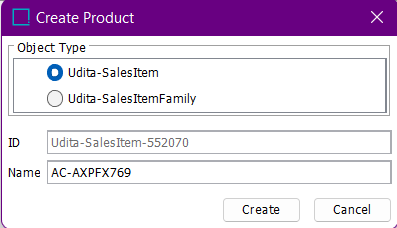 Create Product
Object Type
Udita-SalesItem
Udita-SalesItemFamily
ID Udita-SalesItem-552070
Name AC-AXPFX769
Create Cancel